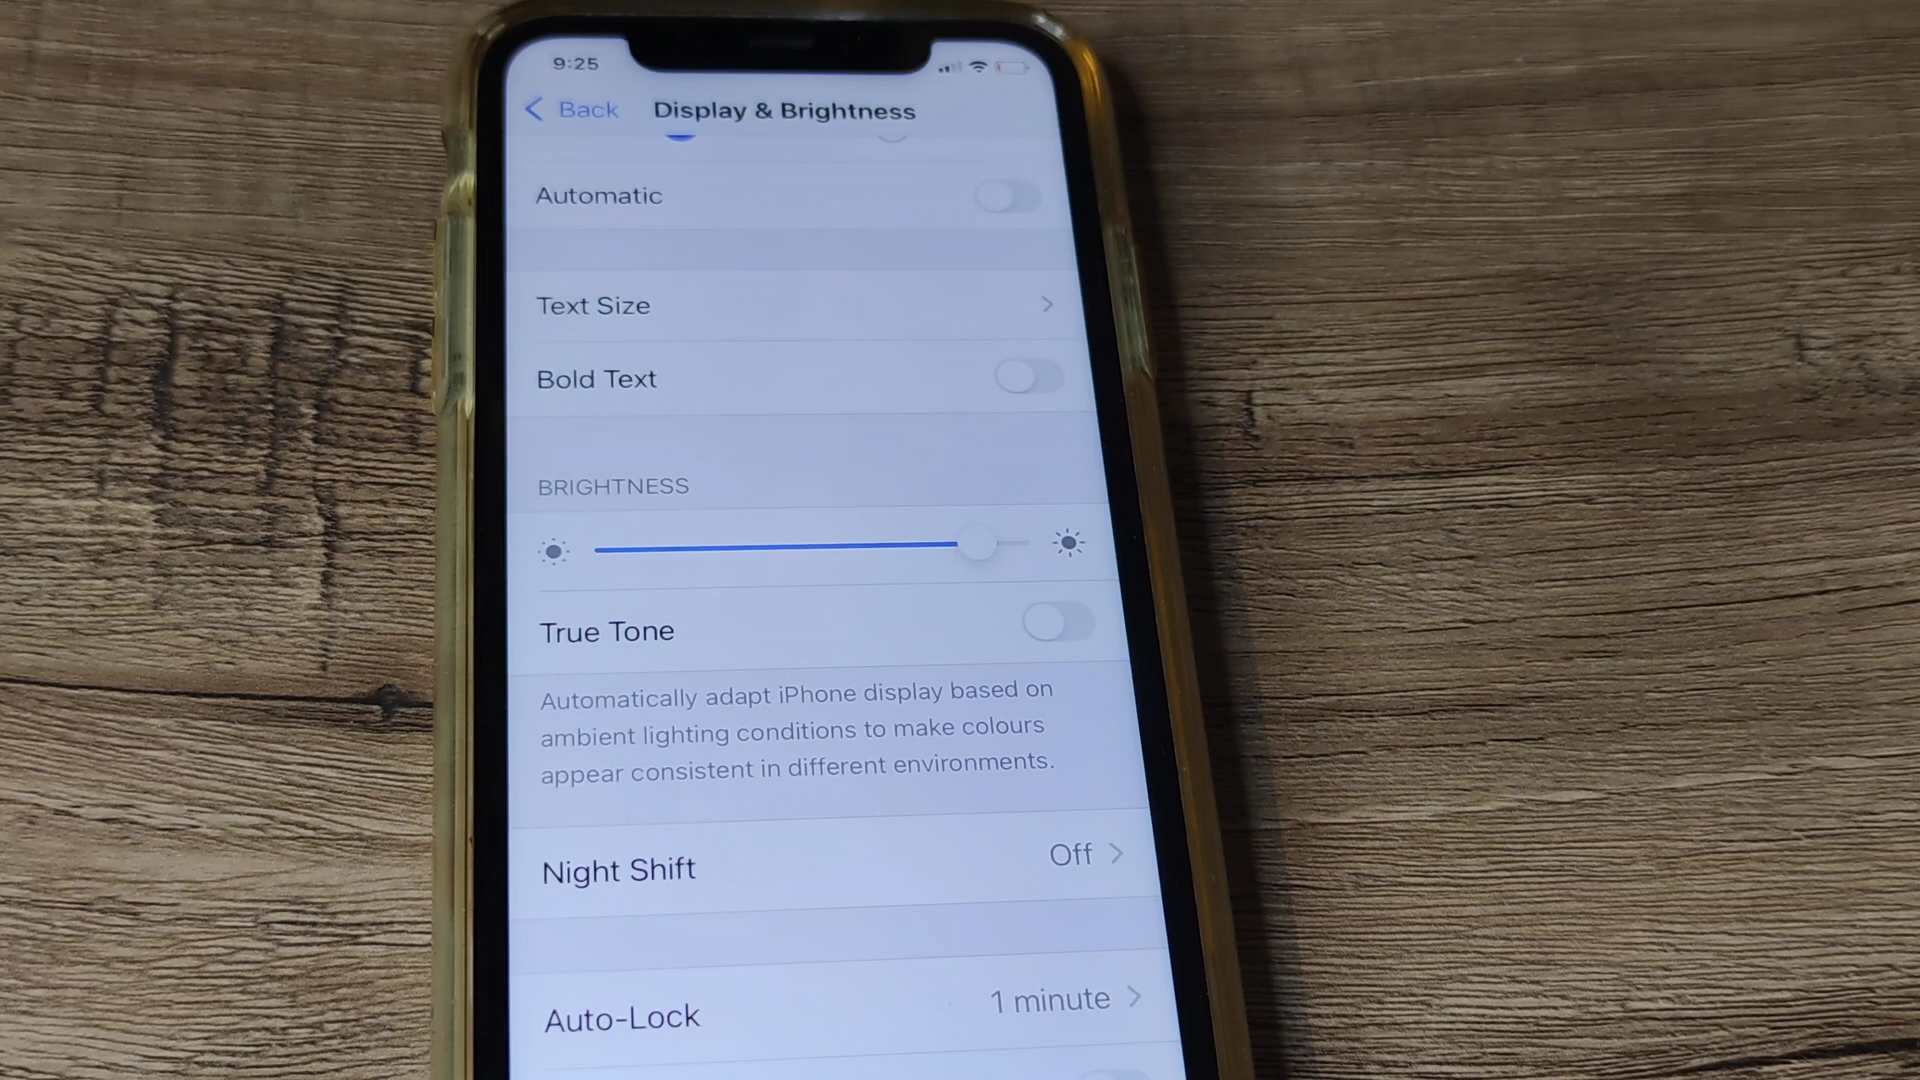 9:25
Back Display & Brightness
Automatic
Text Size
Bold Text
BRIGHTNESS
True Tone
Automatically adapt iPhone display based on
ambient lighting conditions to make colours
appear consistent in different environments.
Night Shift Off
Auto-Lock 1 minute